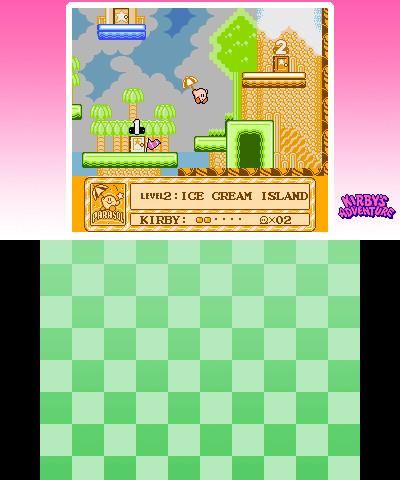 2
1
LEVEL2:ICE CREAM ISLAND
PARASOL
KIRBY: ×02
KIRBY'S
ADVENTURE